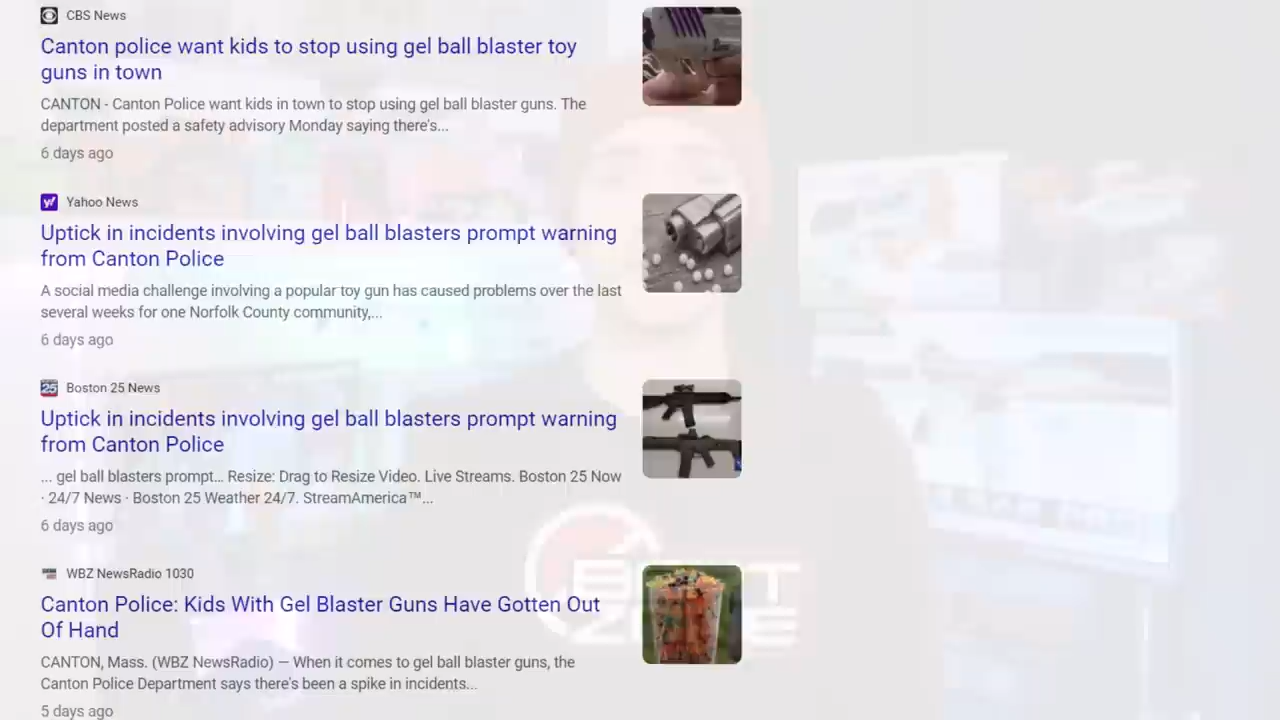 CBS News
Canton police want kids to stop using gel ball blaster toy
guns in town
CANTON - Canton Police want kids in town to stop using gel ball blaster guns. The
department posted a safety advisory Monday saying there's...
6 days ago
Yahoo News
Uptick in incidents involving gel ball blasters prompt warning
from Canton Police
A social media challenge involving a popular toy gun has caused problems over the last
several weeks for one Norfolk County community,...
6 days ago
25
Boston 25 News
Uptick in incidents involving gel ball blasters prompt warning
from Canton Police
... gel ball blasters prompt... Resize: Drag to Resize Video. Live Streams. Boston 25 Now
· 24/7 News · Boston 25 Weather 24/7. StreamAmerica™...
6 days ago
WBZ NewsRadio 1030
Canton Police: Kids With Gel Blaster Guns Have Gotten Out
Of Hand
CANTON, Mass. (WBZ NewsRadio) — When it comes to gel ball blaster guns, the
Canton Police Department says there's been a spike in incidents...
5 days ago